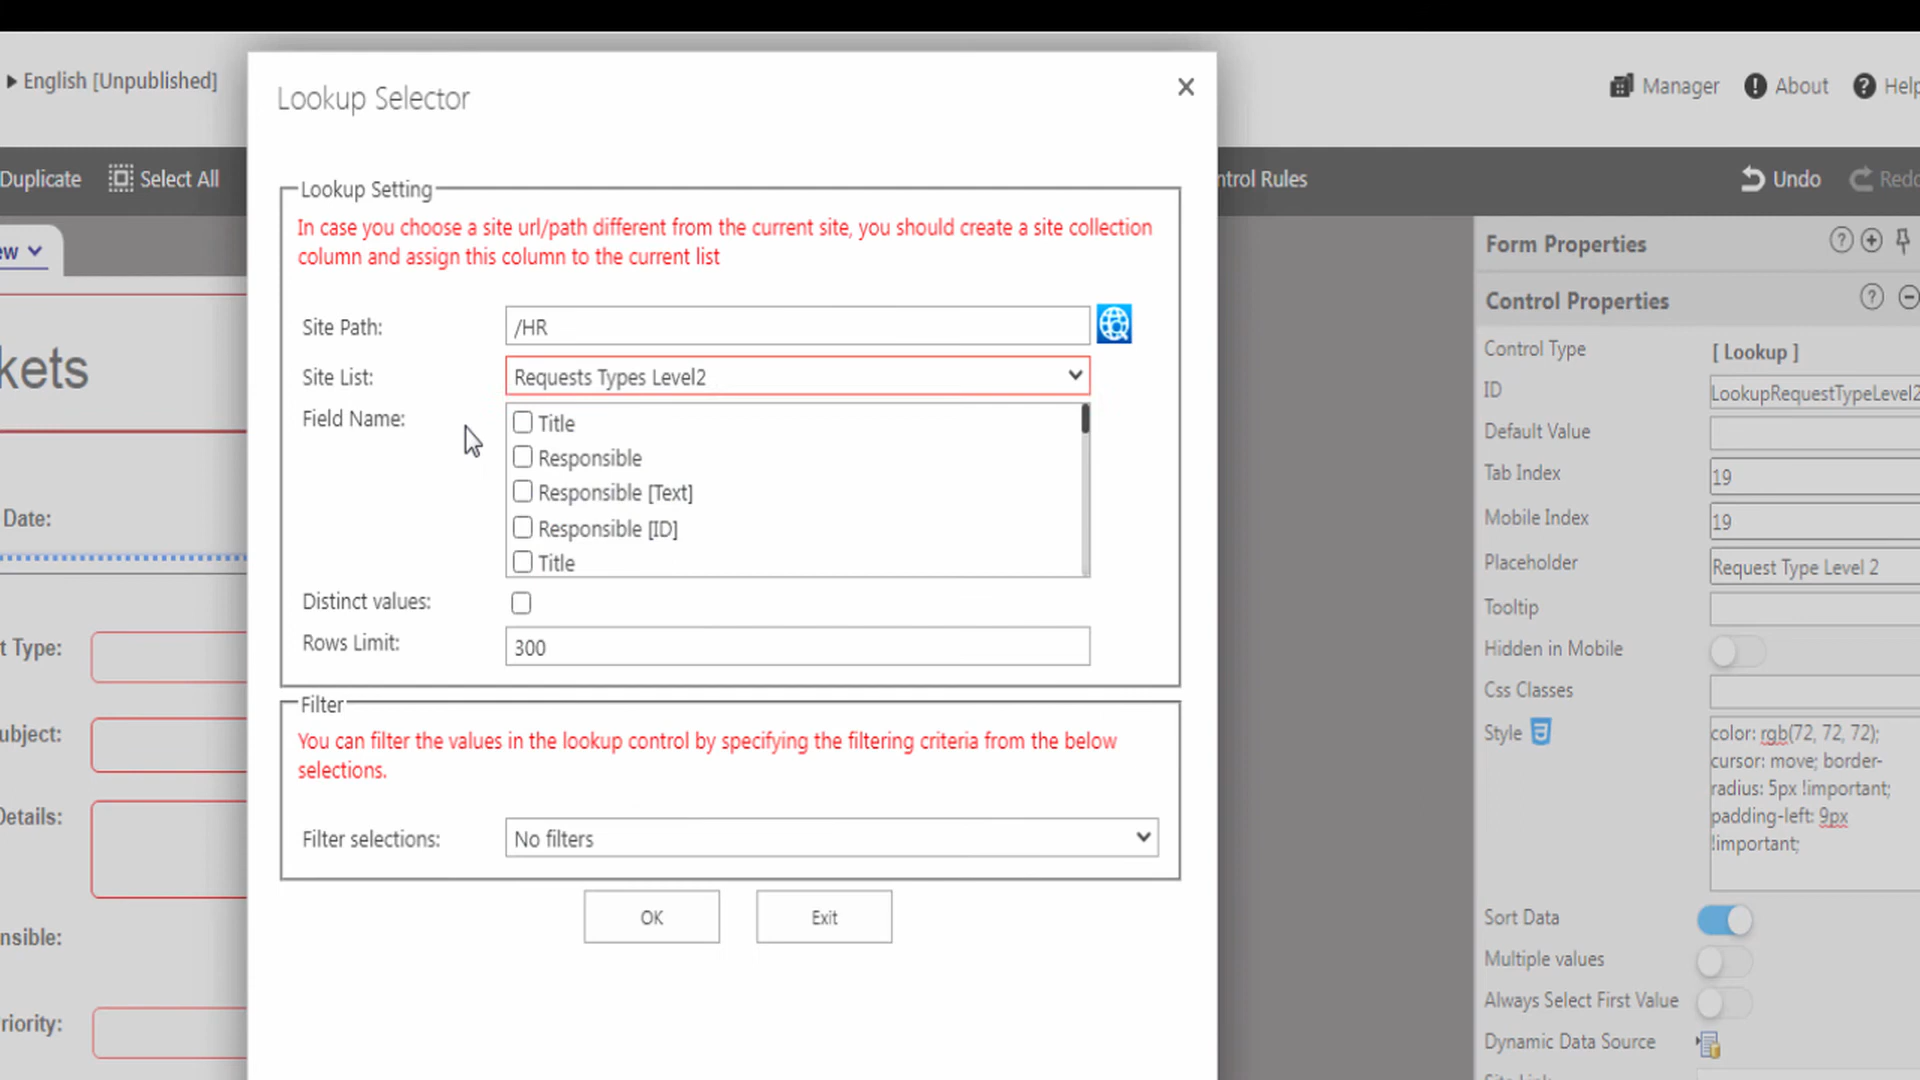 English [Unpublished]
Manager
About
Help
Duplicate
Select All
ntrol Rules
Undo
Redo
ew
kets
Date:
t Type:
ubject:
Details:
nsible:
riority:
Lookup Selector
Lookup Setting
In case you choose a site url/path different from the current site, you should create a site collection
column and assign this column to the current list
Site Path:
/HR
Site List:
Requests Types Level2
Field Name:
Title
Responsible
Responsible [Text]
Responsible [ID]
Title
Distinct values:
Rows Limit:
300
Filter
You can filter the values in the lookup control by specifying the filtering criteria from the below
selections.
Filter selections:
No filters
OK
Exit
Form Properties
Control Properties
Control Type
[ Lookup ]
ID
LookupRequestTypeLevel2
Default Value
Tab Index
19
Mobile Index
19
Placeholder
Request Type Level 2
Tooltip
Hidden in Mobile
Css Classes
Style
color: rgb(72, 72, 72);
cursor: move; border-
radius: 5px !important;
padding-left: 9px
!important;
Sort Data
Multiple values
Always Select First Value
Dynamic Data Source